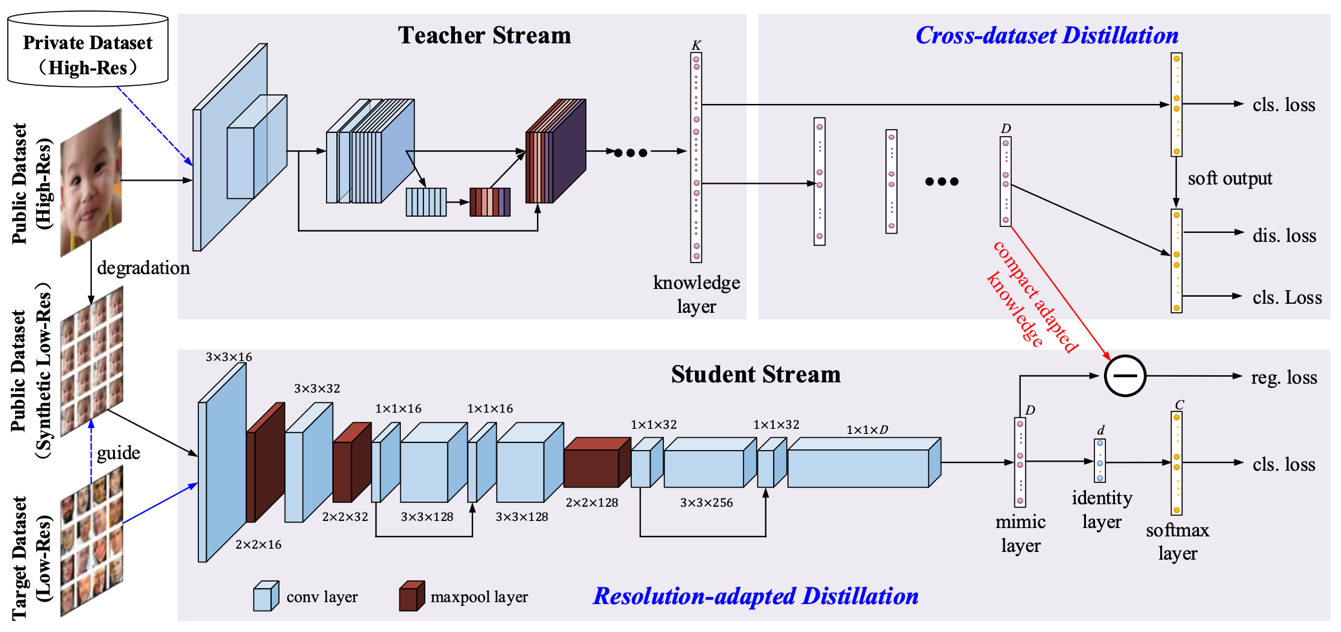 Private Dataset
（High-Res）
Public Dataset
(High-Res)
degradation
Public Dataset
(Synthetic Low-Res)
guide
Target Dataset
(Low-Res)
Teacher Stream
K
knowledge
layer
Cross-dataset Distillation
D
cls. loss
soft output
dis. loss
cls. Loss
compact adapted
knowledge
Student Stream
3×3×16
2×2×16
3×3×32
2×2×32
1×1×16
3×3×128
1×1×16
3×3×128
2×2×128
1×1×32
3×3×256
1×1×32
1×1×D
D
mimic
layer
d
identity
layer
C
softmax
layer
reg. loss
cls. loss
conv layer
maxpool layer
Resolution-adapted Distillation